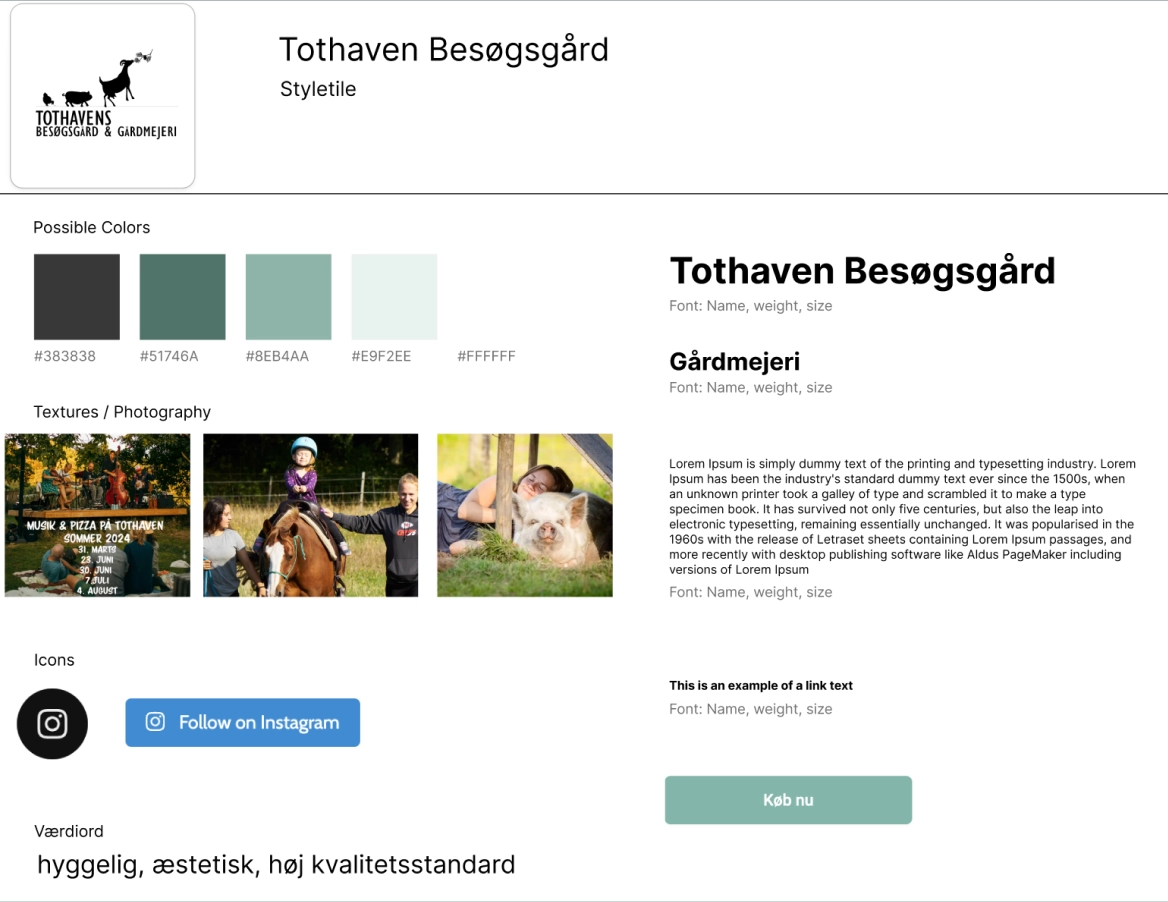 TOTHAVENS
BESØGSGÅRD & GÅRDMEJERI
Tothaven Besøgsgård
Styletile
Possible Colors
#383838
#51746A
#8EB4AA
#E9F2EE
#FFFFFF
Textures / Photography
MUSIK & PIZZA PÅ TOTHAVEN
SOMMER 2024
31. MARTS
23. JUNI
30. JUNI
7. JULI
4. AUGUST
Icons
Follow on Instagram
Værdiord
hyggelig, æstetisk, høj kvalitetsstandard
Tothaven Besøgsgård
Font: Name, weight, size
Gårdmejeri
Font: Name, weight, size
Lorem Ipsum is simply dummy text of the printing and typesetting industry. Lorem
Ipsum has been the industry's standard dummy text ever since the 1500s, when
an unknown printer took a galley of type and scrambled it to make a type
specimen book. It has survived not only five centuries, but also the leap into
electronic typesetting, remaining essentially unchanged. It was popularised in the
1960s with the release of Letraset sheets containing Lorem Ipsum passages, and
more recently with desktop publishing software like Aldus PageMaker including
versions of Lorem Ipsum
Font: Name, weight, size
This is an example of a link text
Font: Name, weight, size
Køb nu